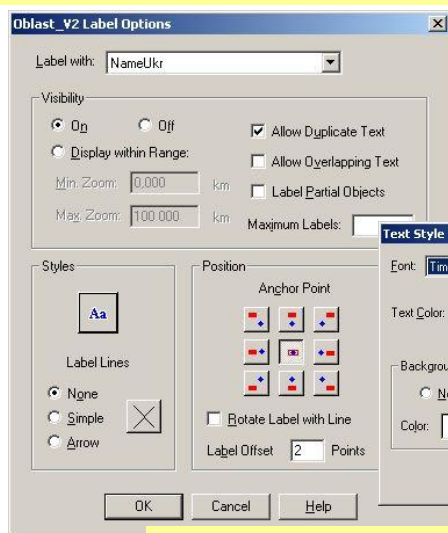 Oblast_V2 Label Options
Label with: NameUkr
Visibility
On Off
Display within Range:
Min. Zoom: 0,000 km
Max. Zoom: 100 000 km
Allow Duplicate Text
Allow Overlapping Text
Label Partial Objects
Maximum Labels:
Text Style
Font: Tim
Text Color:
Styles
Aa
Label Lines
None
Simple
Arrow
Position
Anchor Point
Rotate Label with Line
Label Offset 2 Points
Color:
OK Cancel Help